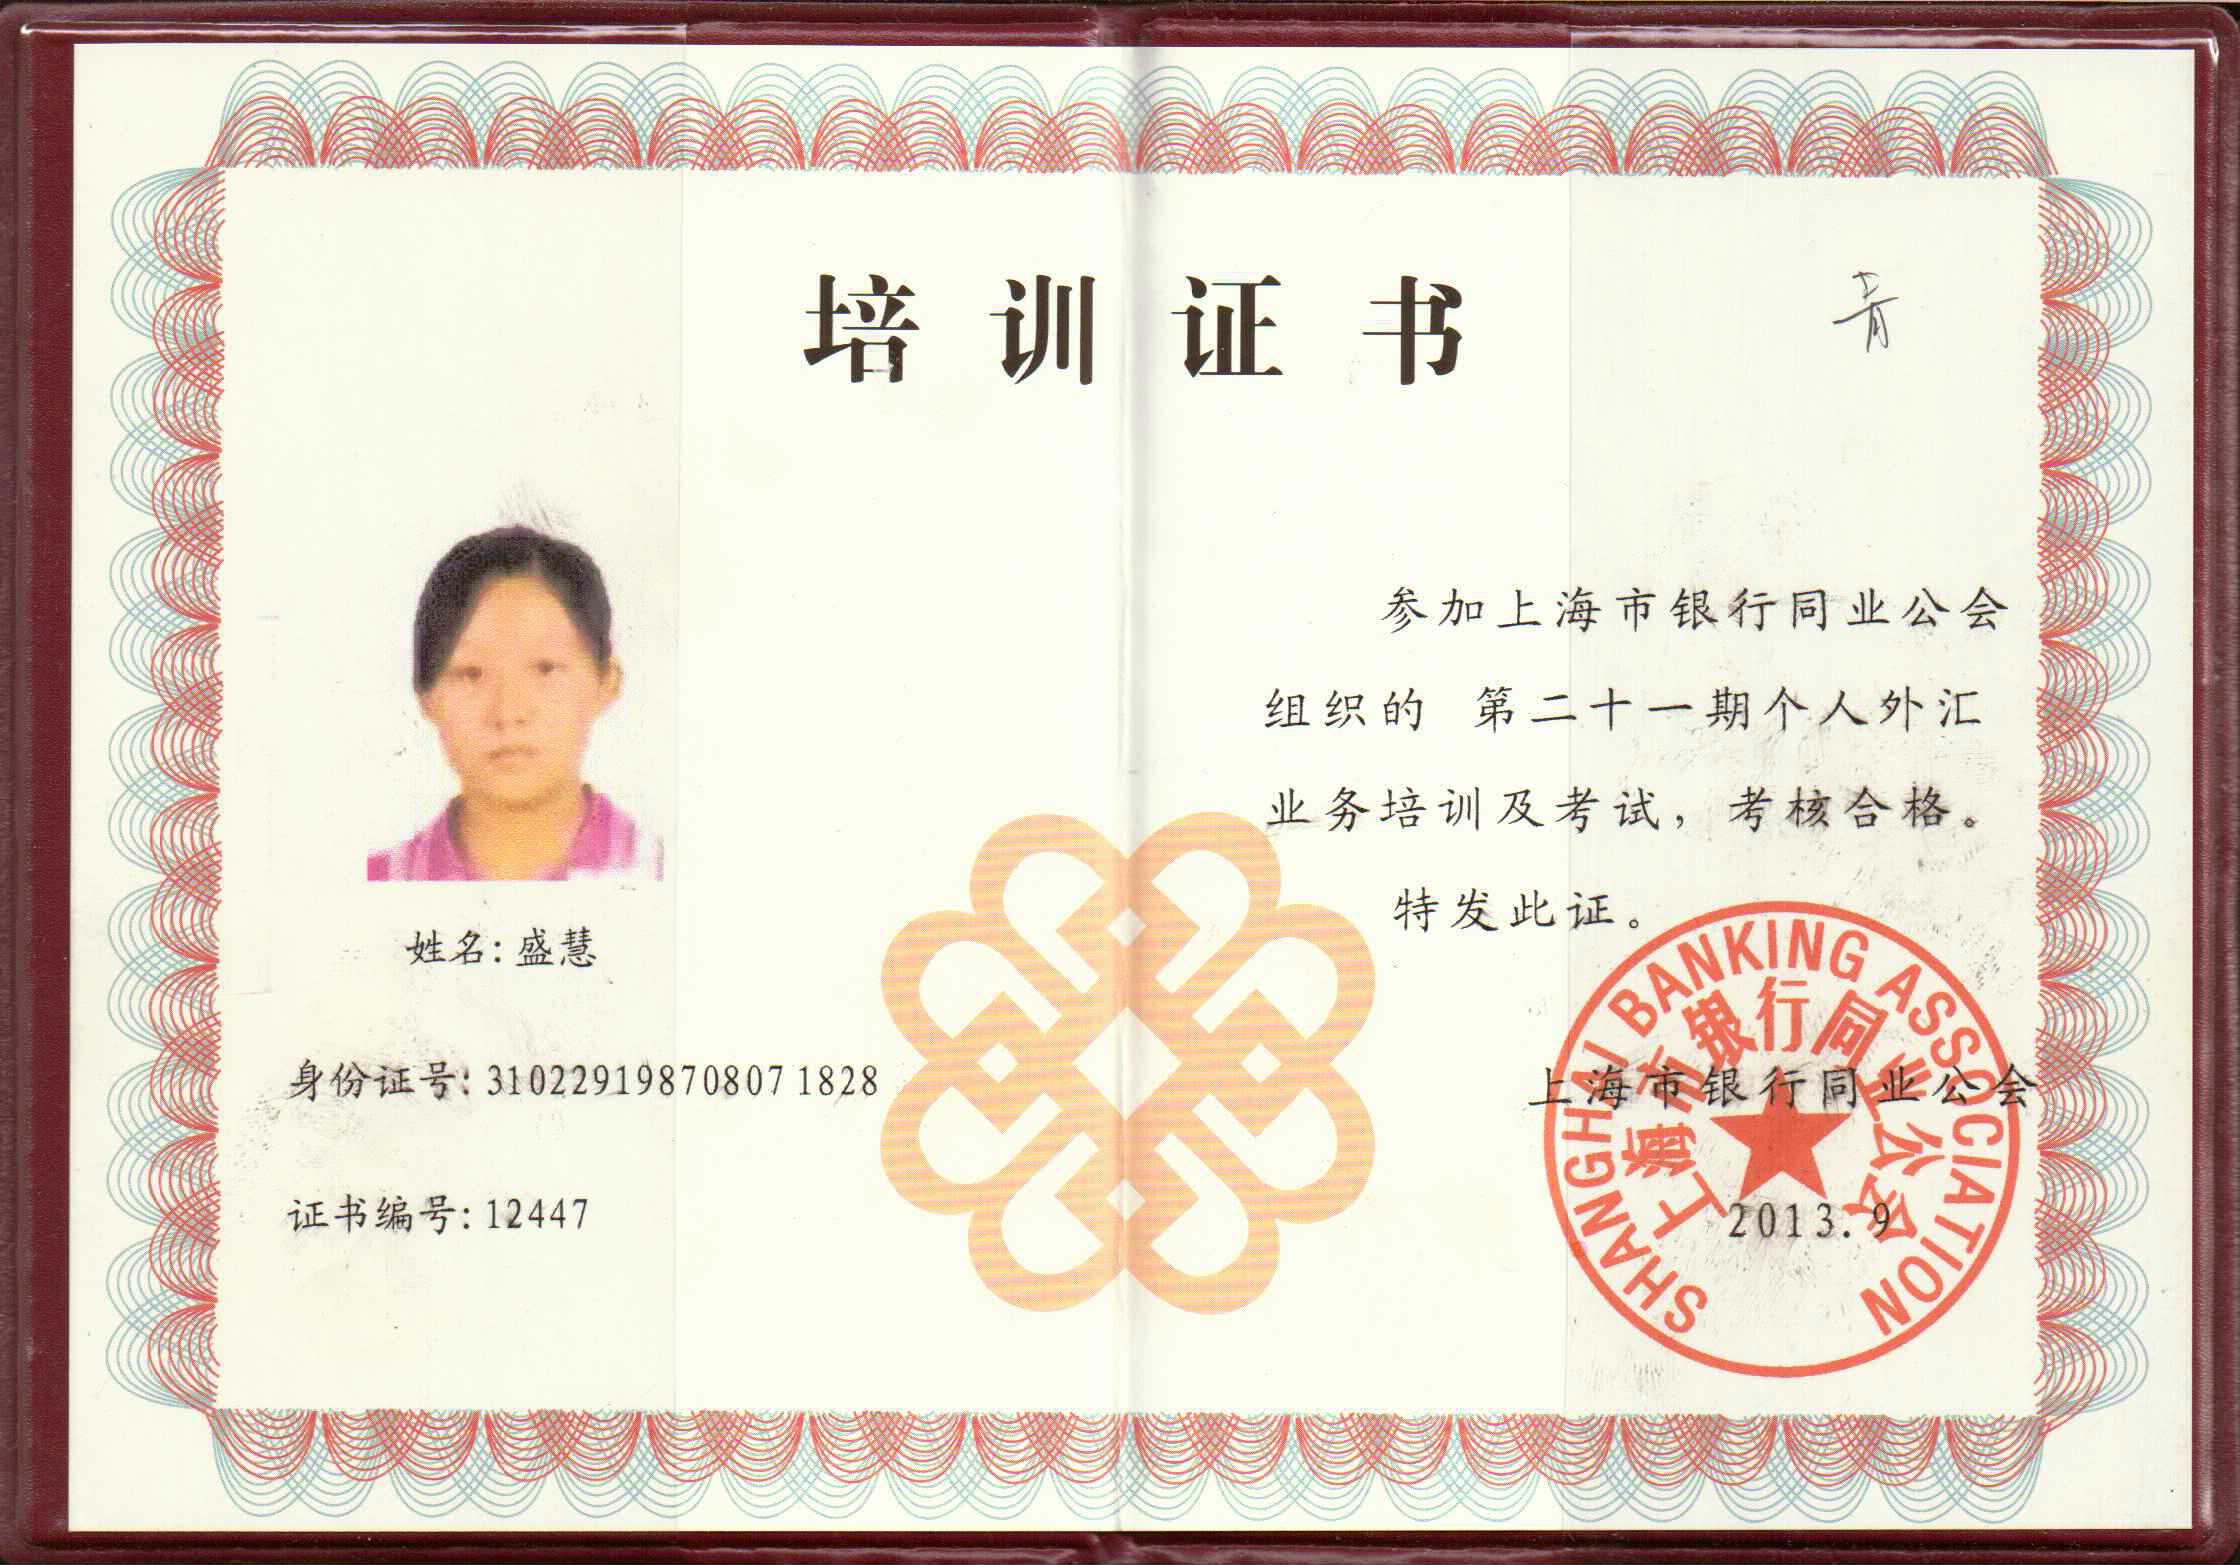 培训证书
青
姓名：盛慧
身份证号：310229198708071828
证书编号：12447
参加上海市银行同业公会
组织的 第二十一期个人外汇
业务培训及考试，考核合格。
特发此证。
上海市银行同业公会
2013.9
SHANGHAI BANKING ASSOCIATION
上海市银行同业公会